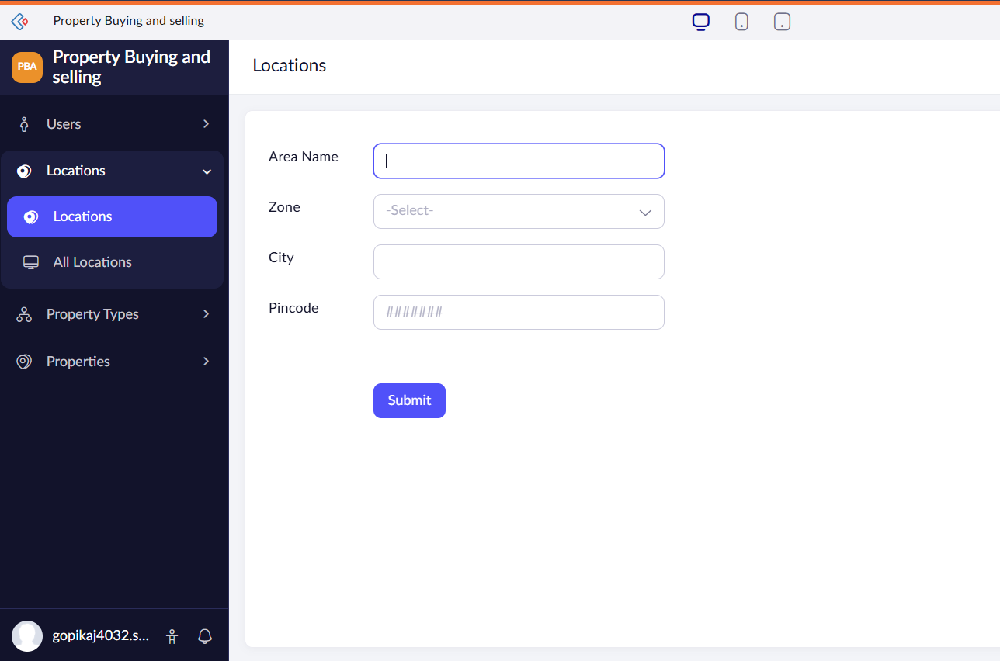 Property Buying and selling
PBA
Property Buying and
selling
Locations
Users
Locations
Locations
All Locations
Property Types
Properties
Area Name
Zone
-Select-
City
Pincode
#######
Submit
gopikaj4032.s...